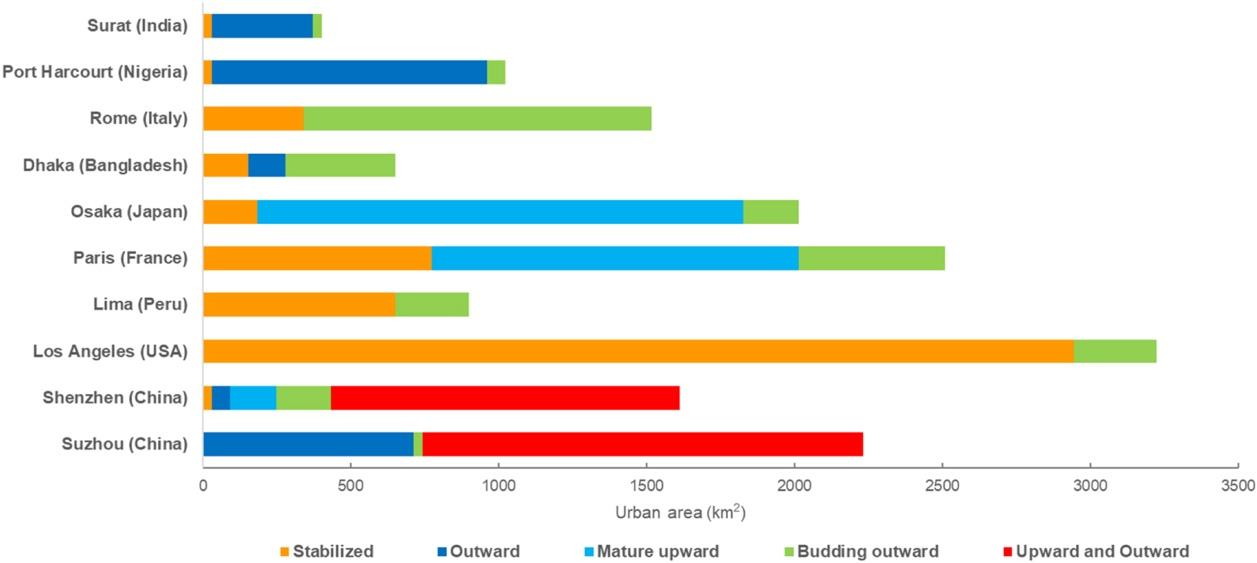 Surat (India)
Port Harcourt (Nigeria)
Rome (Italy)
Dhaka (Bangladesh)
Osaka (Japan)
Paris (France)
Lima (Peru)
Los Angeles (USA)
Shenzhen (China)
Suzhou (China)
0 500 1000 1500 2000 2500 3000 3500
Urban area (km²)
Stabilized Outward Mature upward Budding outward Upward and Outward